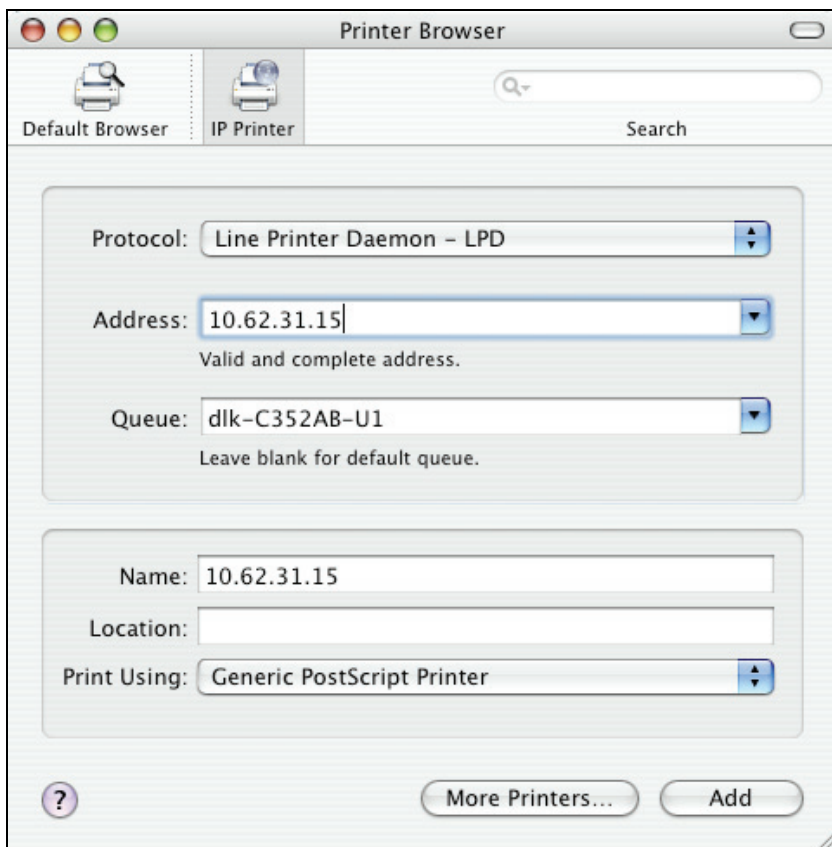 Printer Browser
Default Browser
IP Printer
Search
Protocol: Line Printer Daemon – LPD
Address: 10.62.31.15
Valid and complete address.
Queue: dlk-C352AB-U1
Leave blank for default queue.
Name: 10.62.31.15
Location:
Print Using: Generic PostScript Printer
?
More Printers... Add